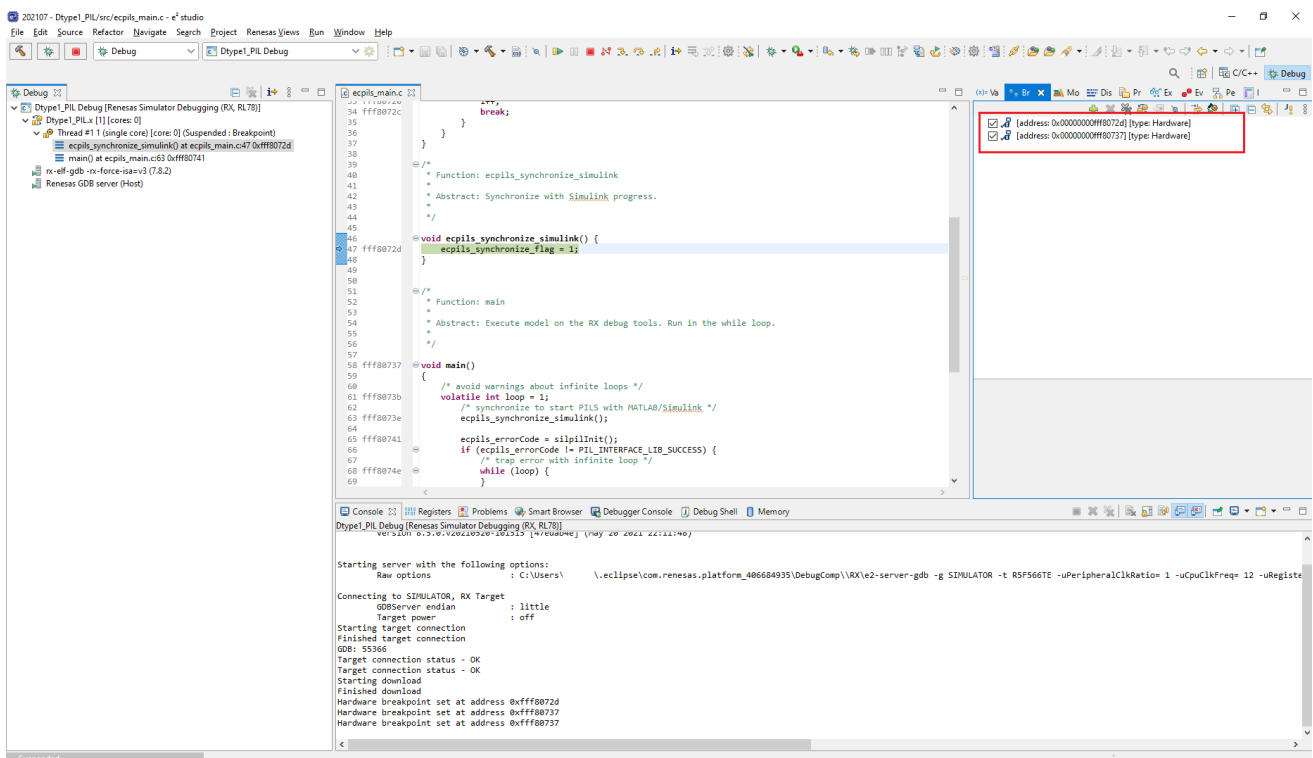 202107 - Dtype1_PIL/src/ecpils_main.c - e² studio
File Edit Source Refactor Navigate Search Project Renesas Views Run Window Help
Debug
Dtype1_PIL Debug
C/C++
Debug
Debug
Dtype1_PIL Debug [Renesas Simulator Debugging (RX, RL78)]
Dtype1_PIL.x [1] [cores: 0]
Thread #1 1 (single core) [core: 0] (Suspended : Breakpoint)
ecpils_synchronize_simulink() at ecpils_main.c:47 0xfff8072d
main() at ecpils_main.c:63 0xfff80741
rx-elf-gdb -rx-force-isa=v3 (7.8.2)
Renesas GDB server (Host)
ecpils_main.c
34 fff8072c break;
35 }
36 }
37 }
38
39 /*
40 * Function: ecpils_synchronize_simulink
41 *
42 * Abstract: Synchronize with Simulink progress.
43 *
44 */
45
46 void ecpils_synchronize_simulink() {
47 fff8072d ecpils_synchronize_flag = 1;
48 }
49
50
51 /*
52 * Function: main
53 *
54 * Abstract: Execute model on the RX debug tools. Run in the while loop.
55 *
56 */
57
58 fff80737 void main()
59 {
60 /* avoid warnings about infinite loops */
61 fff8073b volatile int loop = 1;
62 /* synchronize to start PILS with MATLAB/Simulink */
63 fff8073e ecpils_synchronize_simulink();
64
65 fff80741 ecpils_errorCode = silpilInit();
66 if (ecpils_errorCode != PIL_INTERFACE_LIB_SUCCESS) {
67 /* trap error with infinite loop */
68 fff8074e while (loop) {
69 }
(x)= Va Br Mo Dis Pr Ex Ev Pe I
[address: 0x00000000fff8072d] [type: Hardware]
[address: 0x00000000fff80737] [type: Hardware]
Console Registers Problems Smart Browser Debugger Console Debug Shell Memory
Dtype1_PIL Debug [Renesas Simulator Debugging (RX, RL78)]
Starting server with the following options:
Raw options : C:\Users\ \.eclipse\com.renesas.platform_406684935\DebugComp\\RX\e2-server-gdb -g SIMULATOR -t R5F566TE -uPeripheralClkRatio= 1 -uCpuClkFreq= 12 -uRegiste
Connecting to SIMULATOR, RX Target
GDBServer endian : little
Target power : off
Starting target connection
Finished target connection
GDB: 55366
Target connection status - OK
Target connection status - OK
Starting download
Finished download
Hardware breakpoint set at address 0xfff8072d
Hardware breakpoint set at address 0xfff80737
Hardware breakpoint set at address 0xfff80737